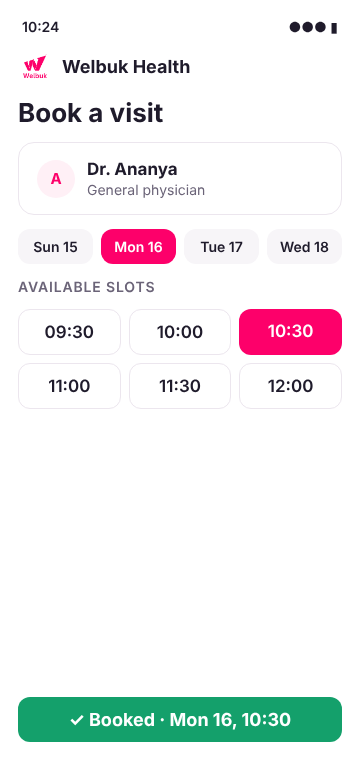 10:24
Welbuk
Welbuk Health
Book a visit
A
Dr. Ananya
General physician
Sun 15 Mon 16 Tue 17 Wed 18
AVAILABLE SLOTS
09:30 10:00 10:30
11:00 11:30 12:00
✓ Booked · Mon 16, 10:30